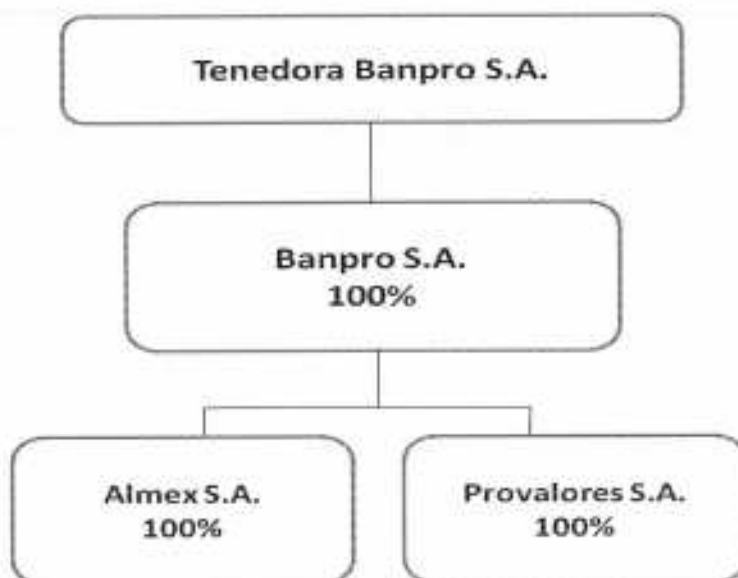 Tenedora Banpro S.A.
Banpro S.A.
100%
Almex S.A.
100%
Provalores S.A.
100%